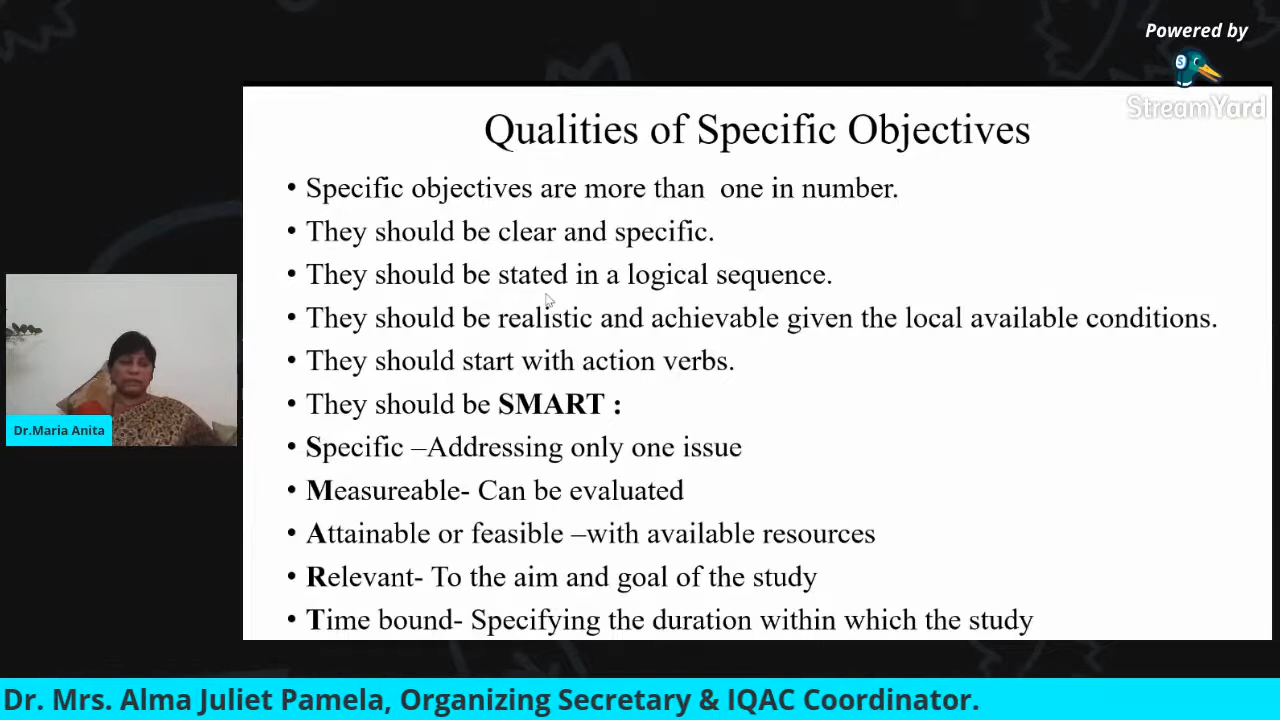 Powered by
StreamYard
Qualities of Specific Objectives
• Specific objectives are more than one in number.
• They should be clear and specific.
• They should be stated in a logical sequence.
• They should be realistic and achievable given the local available conditions.
• They should start with action verbs.
• They should be SMART :
• Specific –Addressing only one issue
• Measureable- Can be evaluated
• Attainable or feasible –with available resources
• Relevant- To the aim and goal of the study
• Time bound- Specifying the duration within which the study
Dr.Maria Anita
Dr. Mrs. Alma Juliet Pamela, Organizing Secretary & IQAC Coordinator.